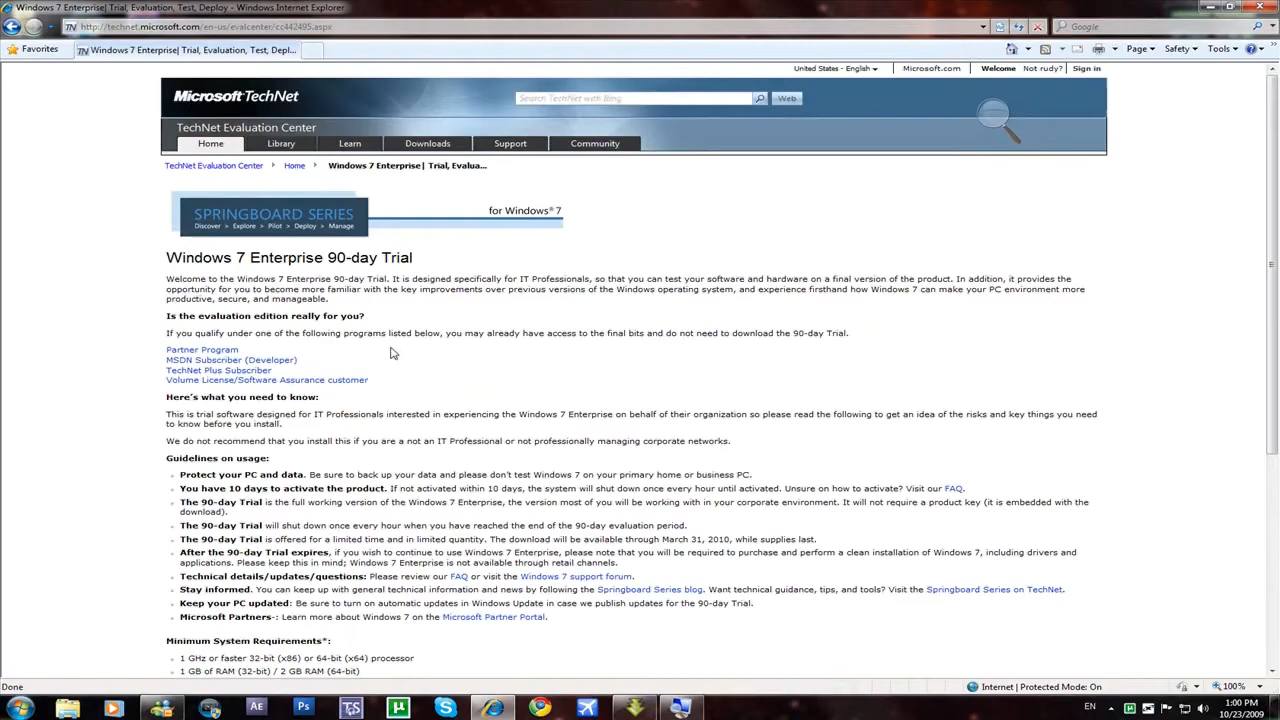 Windows 7 Enterprise| Trial, Evaluation, Test, Deploy - Windows Internet Explorer
http://technet.microsoft.com/en-us/evalcenter/cc442495.aspx
Google
Favorites
Windows 7 Enterprise| Trial, Evaluation, Test, Depl...
Page
Safety
Tools
United States - English
Microsoft.com
Welcome
Not rudy?
Sign in
Microsoft TechNet
Search TechNet with Bing
Web
TechNet Evaluation Center
Home
Library
Learn
Downloads
Support
Community
TechNet Evaluation Center
Home
Windows 7 Enterprise| Trial, Evalua...
SPRINGBOARD SERIES
Discover > Explore > Pilot > Deploy > Manage
for Windows® 7
Windows 7 Enterprise 90-day Trial
Welcome to the Windows 7 Enterprise 90-day Trial. It is designed specifically for IT Professionals, so that you can test your software and hardware on a final version of the product. In addition, it provides the
opportunity for you to become more familiar with the key improvements over previous versions of the Windows operating system, and experience firsthand how Windows 7 can make your PC environment more
productive, secure, and manageable.
Is the evaluation edition really for you?
If you qualify under one of the following programs listed below, you may already have access to the final bits and do not need to download the 90-day Trial.
Partner Program
MSDN Subscriber (Developer)
TechNet Plus Subscriber
Volume License/Software Assurance customer
Here's what you need to know:
This is trial software designed for IT Professionals interested in experiencing the Windows 7 Enterprise on behalf of their organization so please read the following to get an idea of the risks and key things you need
to know before you install.
We do not recommend that you install this if you are a not an IT Professional or not professionally managing corporate networks.
Guidelines on usage:
Protect your PC and data. Be sure to back up your data and please don't test Windows 7 on your primary home or business PC.
You have 10 days to activate the product. If not activated within 10 days, the system will shut down once every hour until activated. Unsure on how to activate? Visit our FAQ.
The 90-day Trial is the full working version of the Windows 7 Enterprise, the version most of you will be working with in your corporate environment. It will not require a product key (it is embedded with the
download).
The 90-day Trial will shut down once every hour when you have reached the end of the 90-day evaluation period.
The 90-day Trial is offered for a limited time and in limited quantity. The download will be available through March 31, 2010, while supplies last.
After the 90-day Trial expires, if you wish to continue to use Windows 7 Enterprise, please note that you will be required to purchase and perform a clean installation of Windows 7, including drivers and
applications. Please keep this in mind; Windows 7 Enterprise is not available through retail channels.
Technical details/updates/questions: Please review our FAQ or visit the Windows 7 support forum.
Stay informed. You can keep up with general technical information and news by following the Springboard Series blog. Want technical guidance, tips, and tools? Visit the Springboard Series on TechNet.
Keep your PC updated: Be sure to turn on automatic updates in Windows Update in case we publish updates for the 90-day Trial.
Microsoft Partners-: Learn more about Windows 7 on the Microsoft Partner Portal.
Minimum System Requirements*:
1 GHz or faster 32-bit (x86) or 64-bit (x64) processor
1 GB of RAM (32-bit) / 2 GB RAM (64-bit)
Done
Internet | Protected Mode: On
100%
EN
1:00 PM
10/23/2009